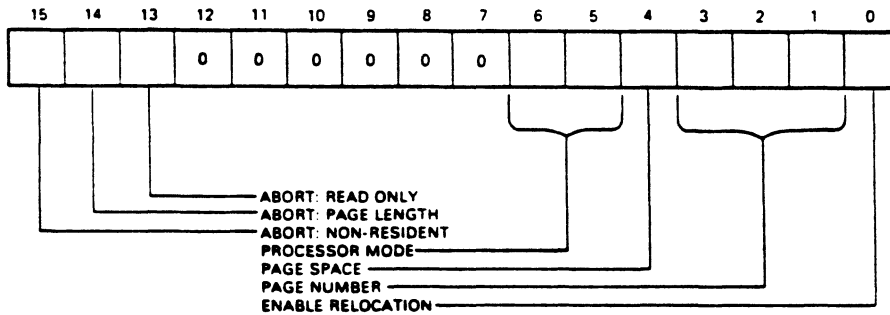 15 14 13 12 11 10 9 8 7 6 5 4 3 2 1 0
0 0 0 0 0 0
ABORT: READ ONLY
ABORT: PAGE LENGTH
ABORT: NON-RESIDENT
PROCESSOR MODE
PAGE SPACE
PAGE NUMBER
ENABLE RELOCATION